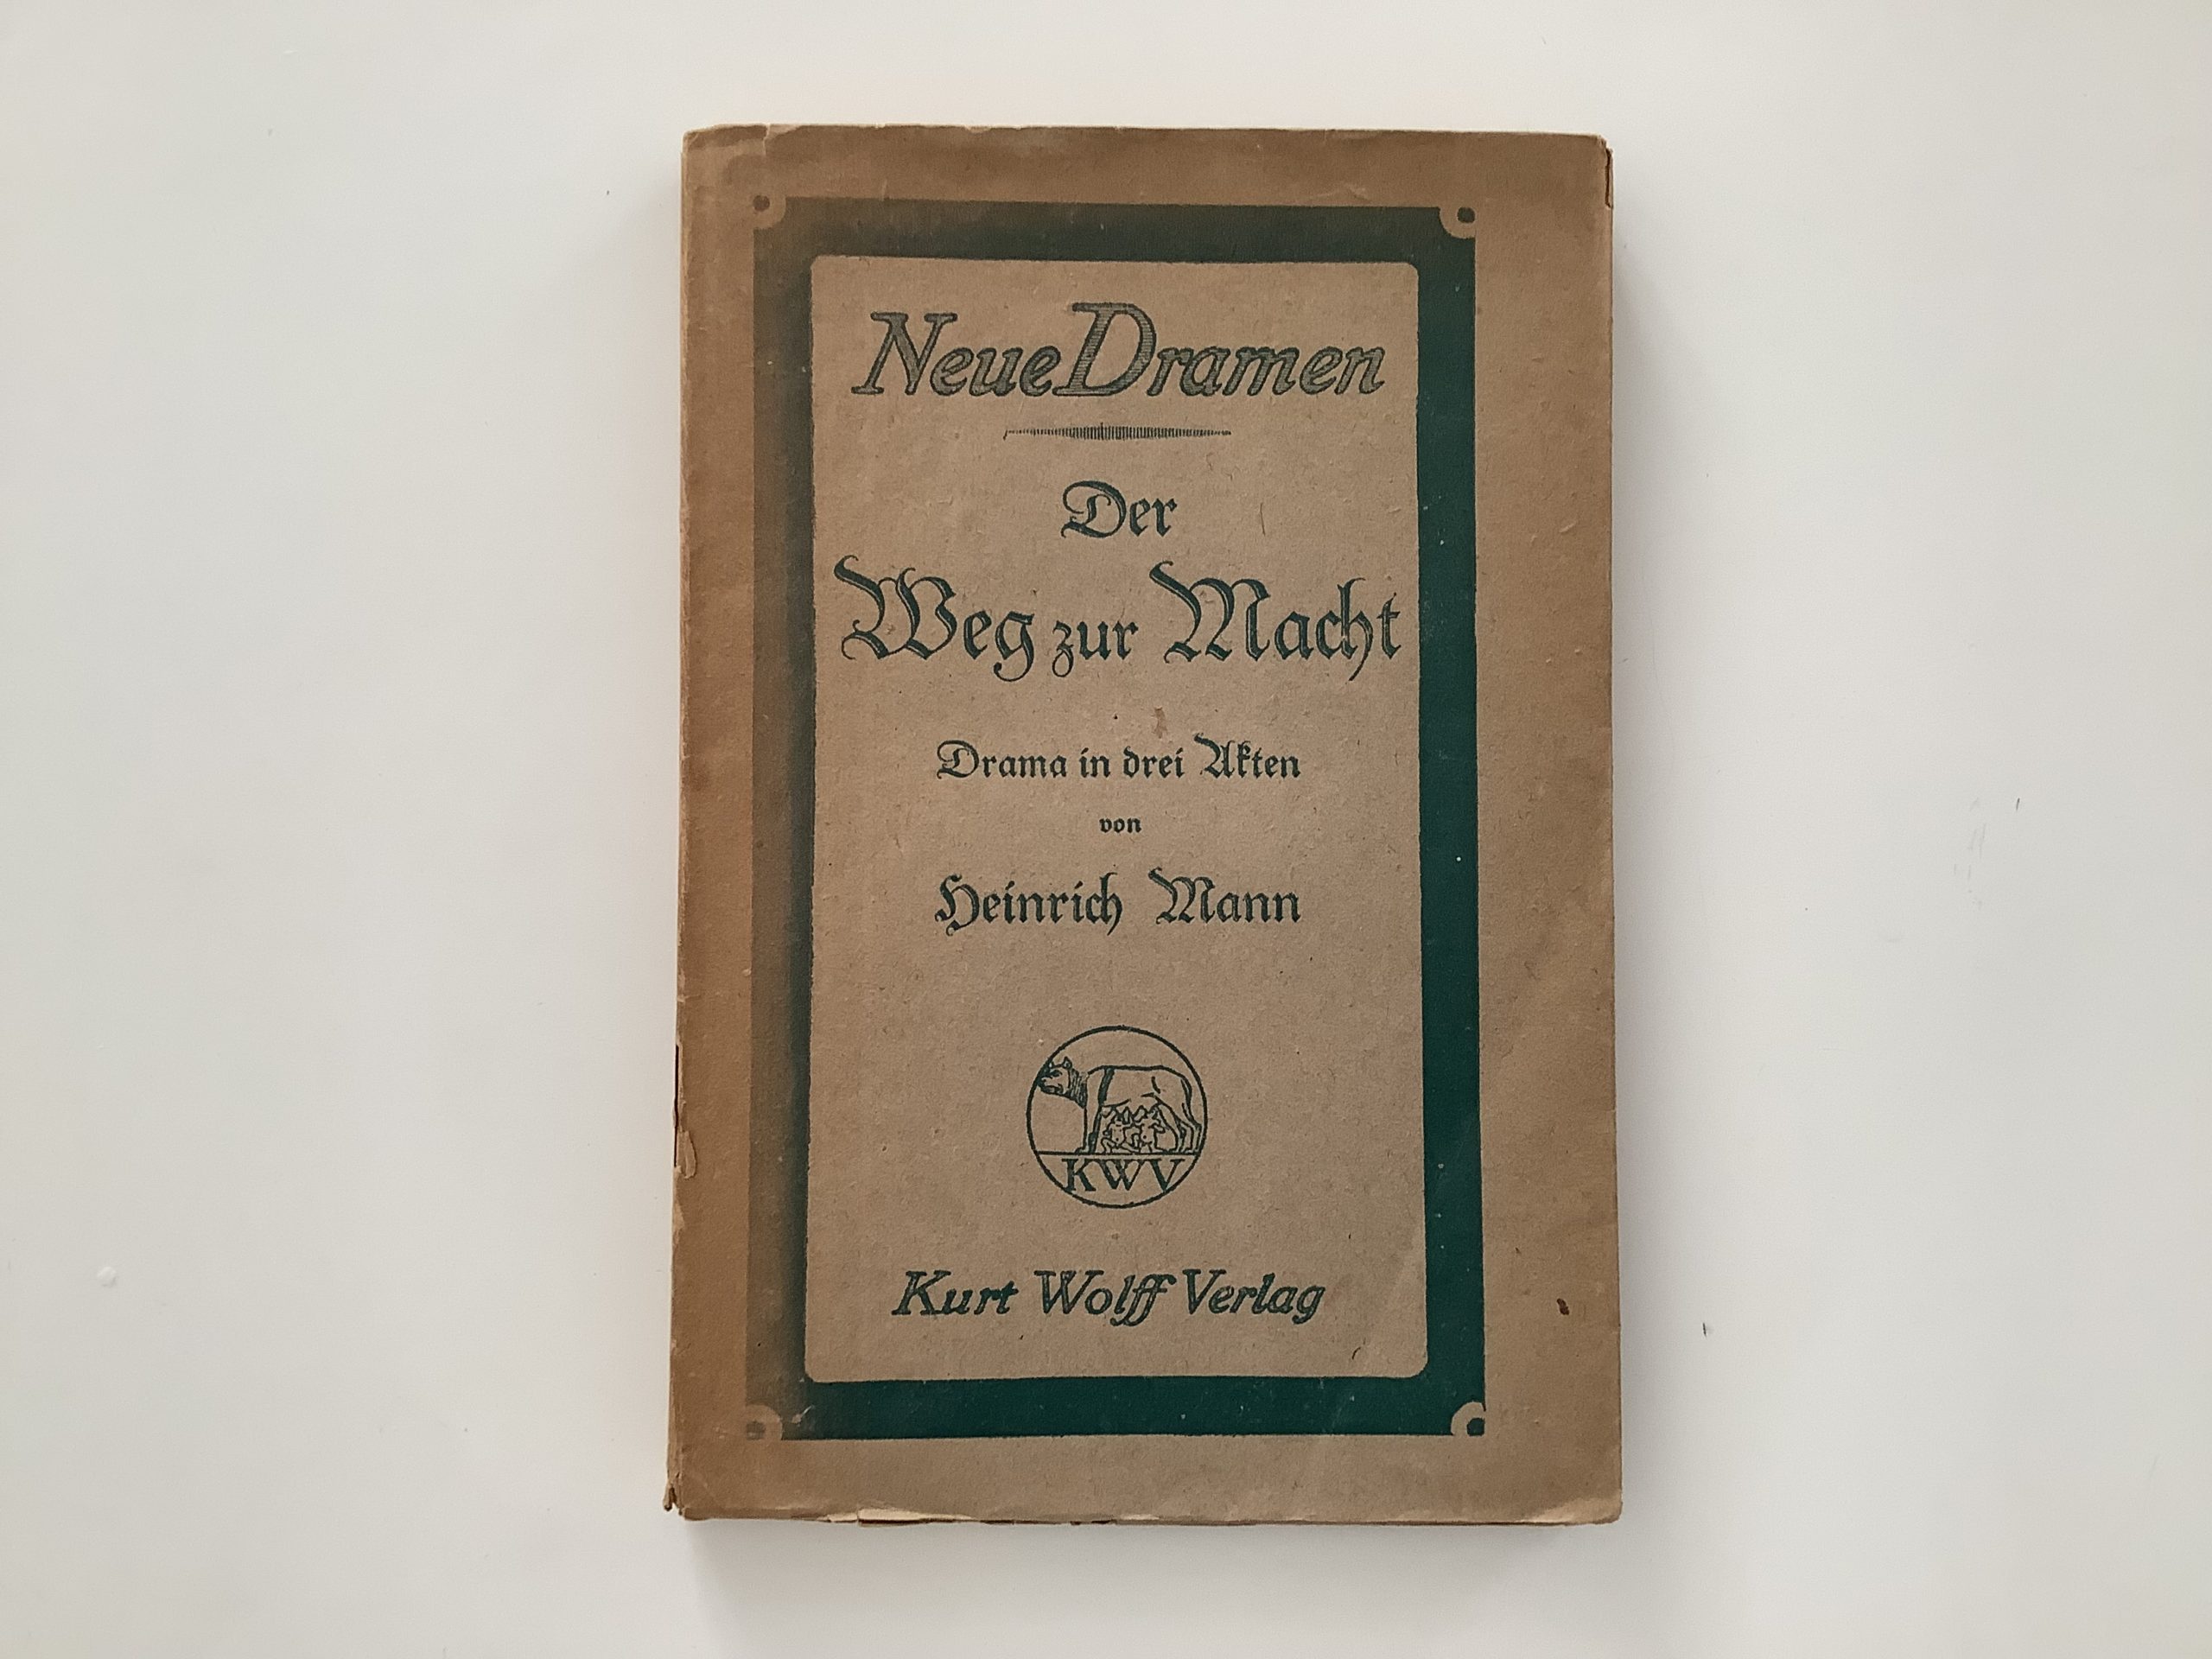 Neue Dramen
Der
Weg zur Macht
Drama in drei Akten
von
Heinrich Mann
KWV
Kurt Wolff Verlag